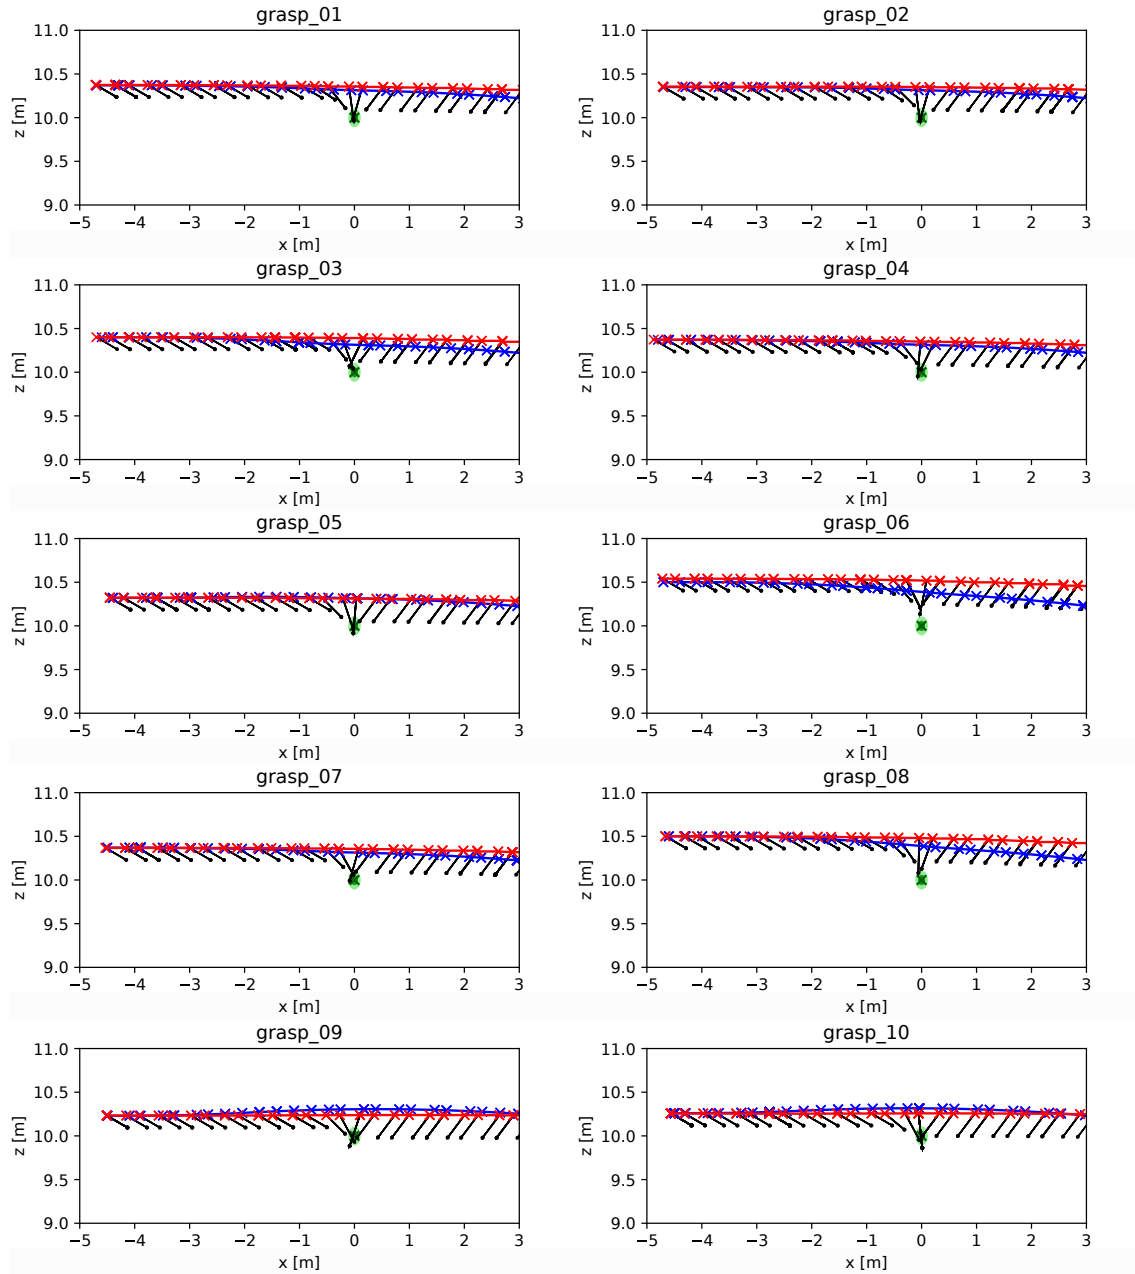 grasp_01 grasp_02
11.0 11.0
10.5 10.5
z [m] 10.0 z [m] 10.0
9.5 9.5
9.0 9.0
−5 −4 −3 −2 −1 0 1 2 3 −5 −4 −3 −2 −1 0 1 2 3
x [m] x [m]
grasp_03 grasp_04
11.0 11.0
10.5 10.5
z [m] 10.0 z [m] 10.0
9.5 9.5
9.0 9.0
−5 −4 −3 −2 −1 0 1 2 3 −5 −4 −3 −2 −1 0 1 2 3
x [m] x [m]
grasp_05 grasp_06
11.0 11.0
10.5 10.5
z [m] 10.0 z [m] 10.0
9.5 9.5
9.0 9.0
−5 −4 −3 −2 −1 0 1 2 3 −5 −4 −3 −2 −1 0 1 2 3
x [m] x [m]
grasp_07 grasp_08
11.0 11.0
10.5 10.5
z [m] 10.0 z [m] 10.0
9.5 9.5
9.0 9.0
−5 −4 −3 −2 −1 0 1 2 3 −5 −4 −3 −2 −1 0 1 2 3
x [m] x [m]
grasp_09 grasp_10
11.0 11.0
10.5 10.5
z [m] 10.0 z [m] 10.0
9.5 9.5
9.0 9.0
−5 −4 −3 −2 −1 0 1 2 3 −5 −4 −3 −2 −1 0 1 2 3
x [m] x [m]